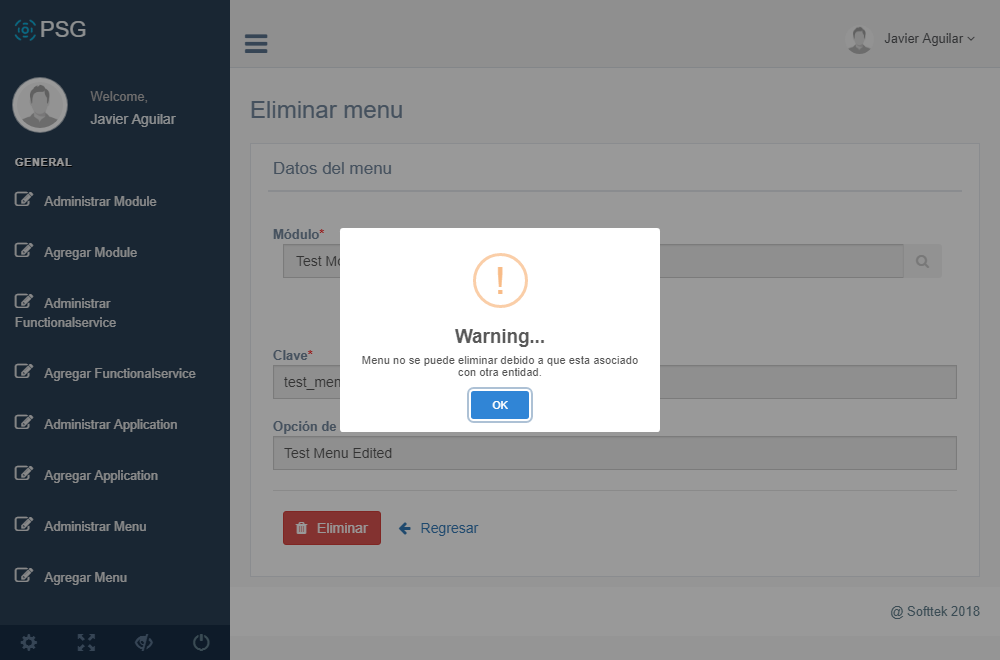 PSG
Javier Aguilar
Welcome,
Javier Aguilar
GENERAL
Administrar Module
Agregar Module
Administrar
Functionalservice
Agregar Functionalservice
Administrar Application
Agregar Application
Administrar Menu
Agregar Menu
Eliminar menu
Datos del menu
Módulo*
Test
Clave*
Opción de
Test Menu Edited
Eliminar
Regresar
!
Warning...
Menu no se puede eliminar debido a que esta asociado
con otra entidad.
OK
@ Softtek 2018